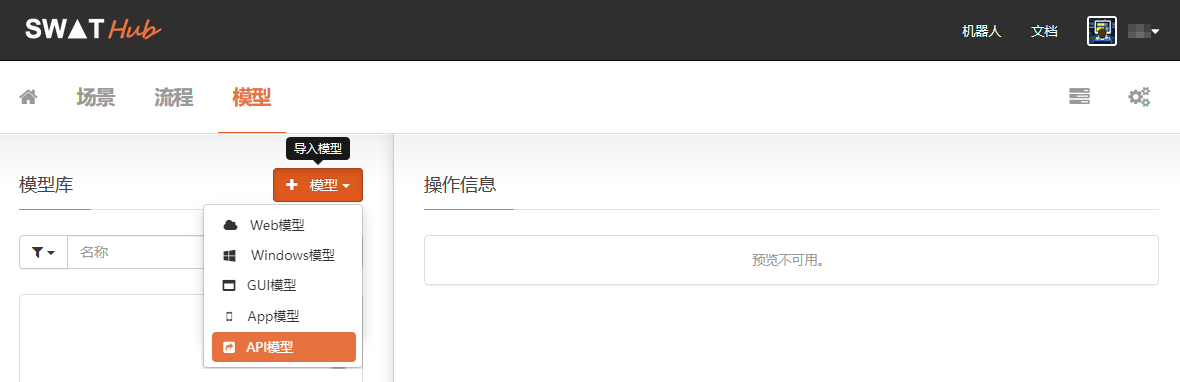 SWAT Hub
机器人 文档
场景 流程 模型
导入模型
模型库
模型
操作信息
名称
Web模型
Windows模型
GUI模型
App模型
API模型
预览不可用。